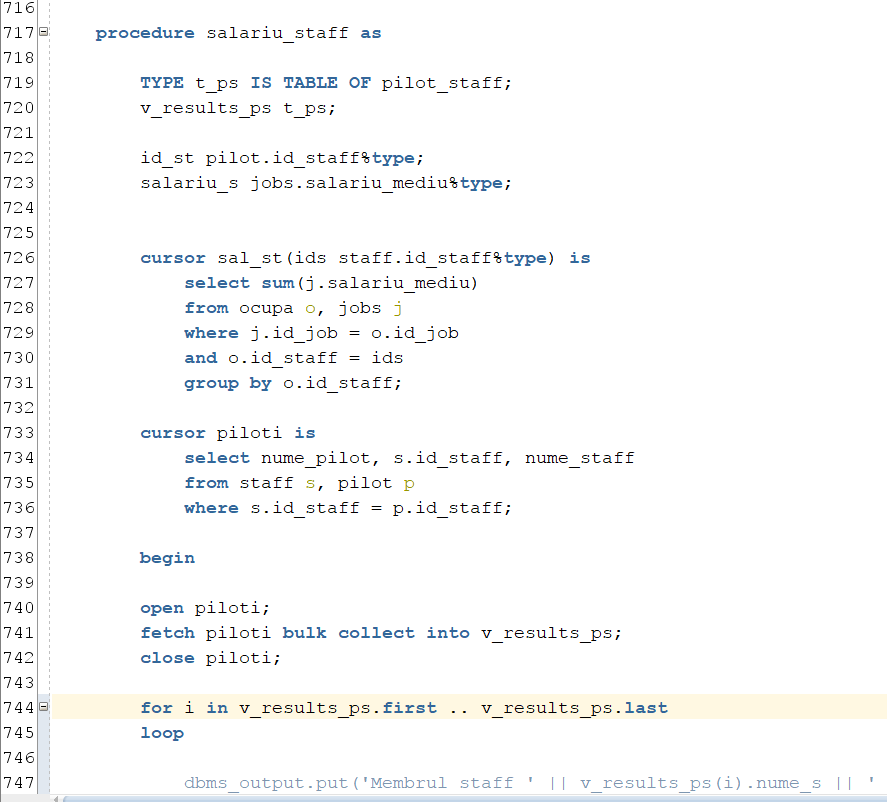 716
717 procedure salariu_staff as
718
719 TYPE t_ps IS TABLE OF pilot_staff;
720 v_results_ps t_ps;
721
722 id_st pilot.id_staff%type;
723 salariu_s jobs.salariu_mediu%type;
724
725
726 cursor sal_st(ids staff.id_staff%type) is
727 select sum(j.salariu_mediu)
728 from ocupa o, jobs j
729 where j.id_job = o.id_job
730 and o.id_staff = ids
731 group by o.id_staff;
732
733 cursor piloti is
734 select nume_pilot, s.id_staff, nume_staff
735 from staff s, pilot p
736 where s.id_staff = p.id_staff;
737
738 begin
739
740 open piloti;
741 fetch piloti bulk collect into v_results_ps;
742 close piloti;
743
744 for i in v_results_ps.first .. v_results_ps.last
745 loop
746
747 dbms_output.put('Membrul staff ' || v_results_ps(i).nume_s || '